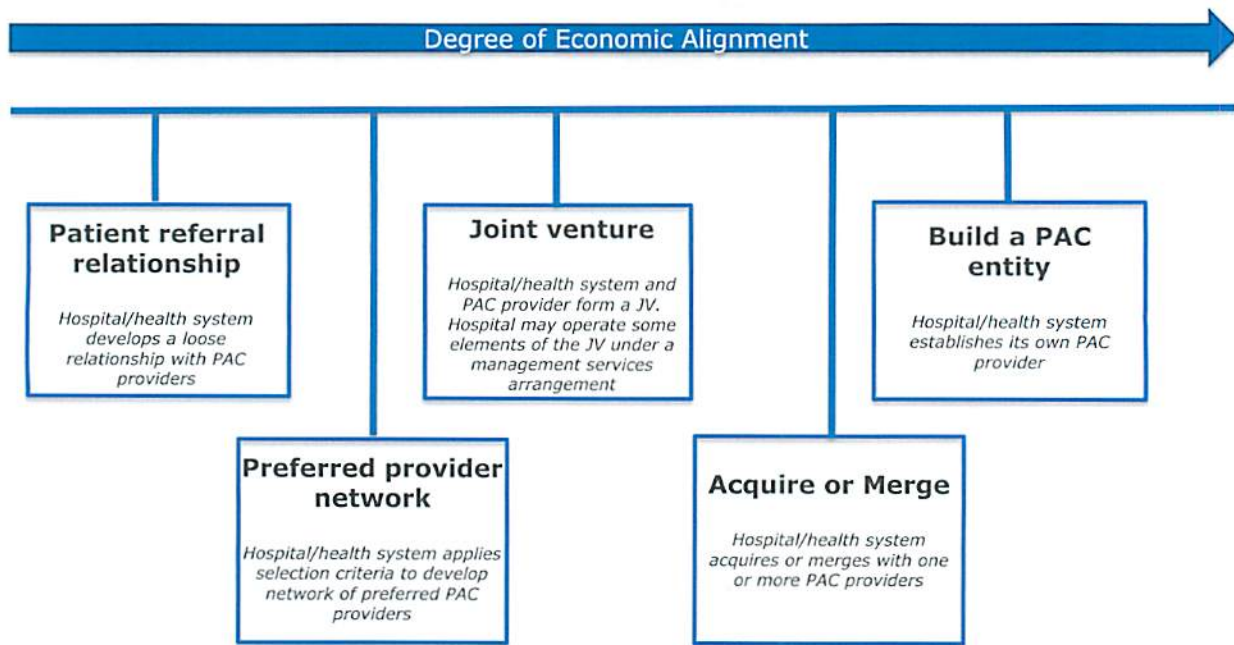 Degree of Economic Alignment
Patient referral
relationship
Hospital/health system
develops a loose
relationship with PAC
providers
Preferred provider
network
Hospital/health system applies
selection criteria to develop
network of preferred PAC
providers
Joint venture
Hospital/health system and
PAC provider form a JV.
Hospital may operate some
elements of the JV under a
management services
arrangement
Acquire or Merge
Hospital/health system
acquires or merges with one
or more PAC providers
Build a PAC
entity
Hospital/health system
establishes its own PAC
provider